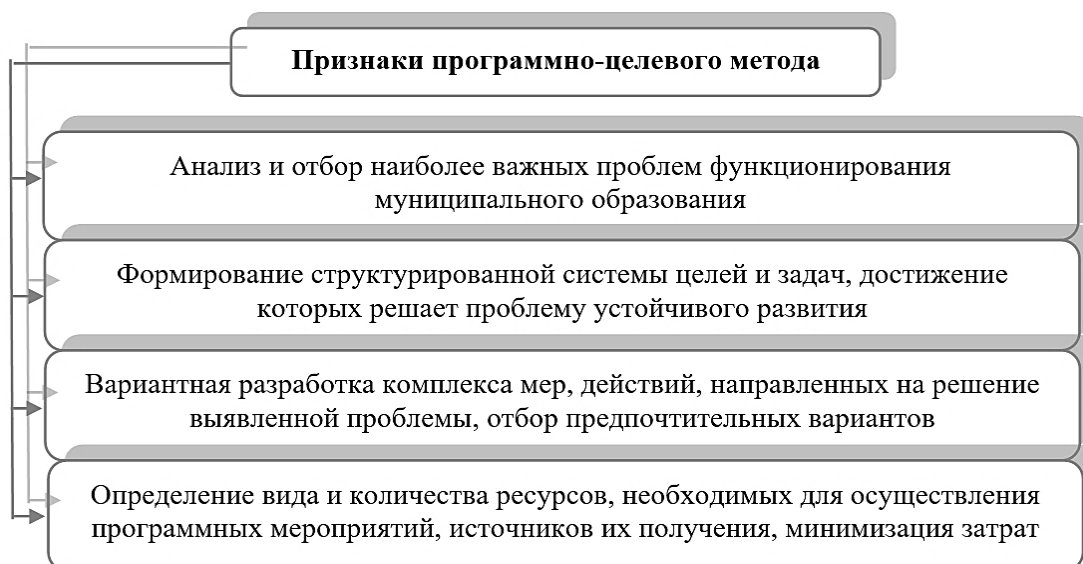 Признаки программно-целевого метода
Анализ и отбор наиболее важных проблем функционирования
муниципального образования
Формирование структурированной системы целей и задач, достижение
которых решает проблему устойчивого развития
Вариантная разработка комплекса мер, действий, направленных на решение
выявленной проблемы, отбор предпочтительных вариантов
Определение вида и количества ресурсов, необходимых для осуществления
программных мероприятий, источников их получения, минимизация затрат